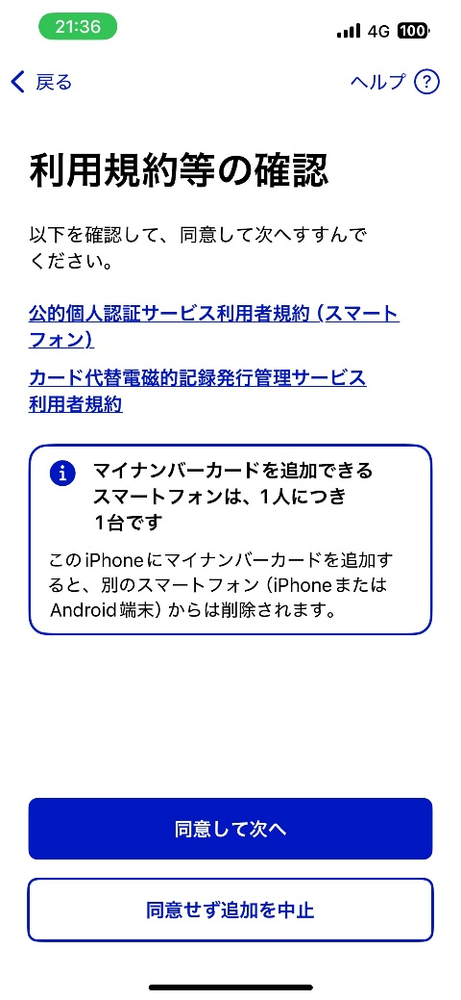 21:36
4G 100
戻る
ヘルプ ?
利用規約等の確認
以下を確認して、同意して次へすすんで
ください。
公的個人認証サービス利用者規約（スマート
フォン）
カード代替電磁的記録発行管理サービス
利用者規約
マイナンバーカードを追加できる
スマートフォンは、1人につき
1台です
このiPhoneにマイナンバーカードを追加す
ると、別のスマートフォン（iPhoneまたは
Android端末）からは削除されます。
同意して次へ
同意せず追加を中止